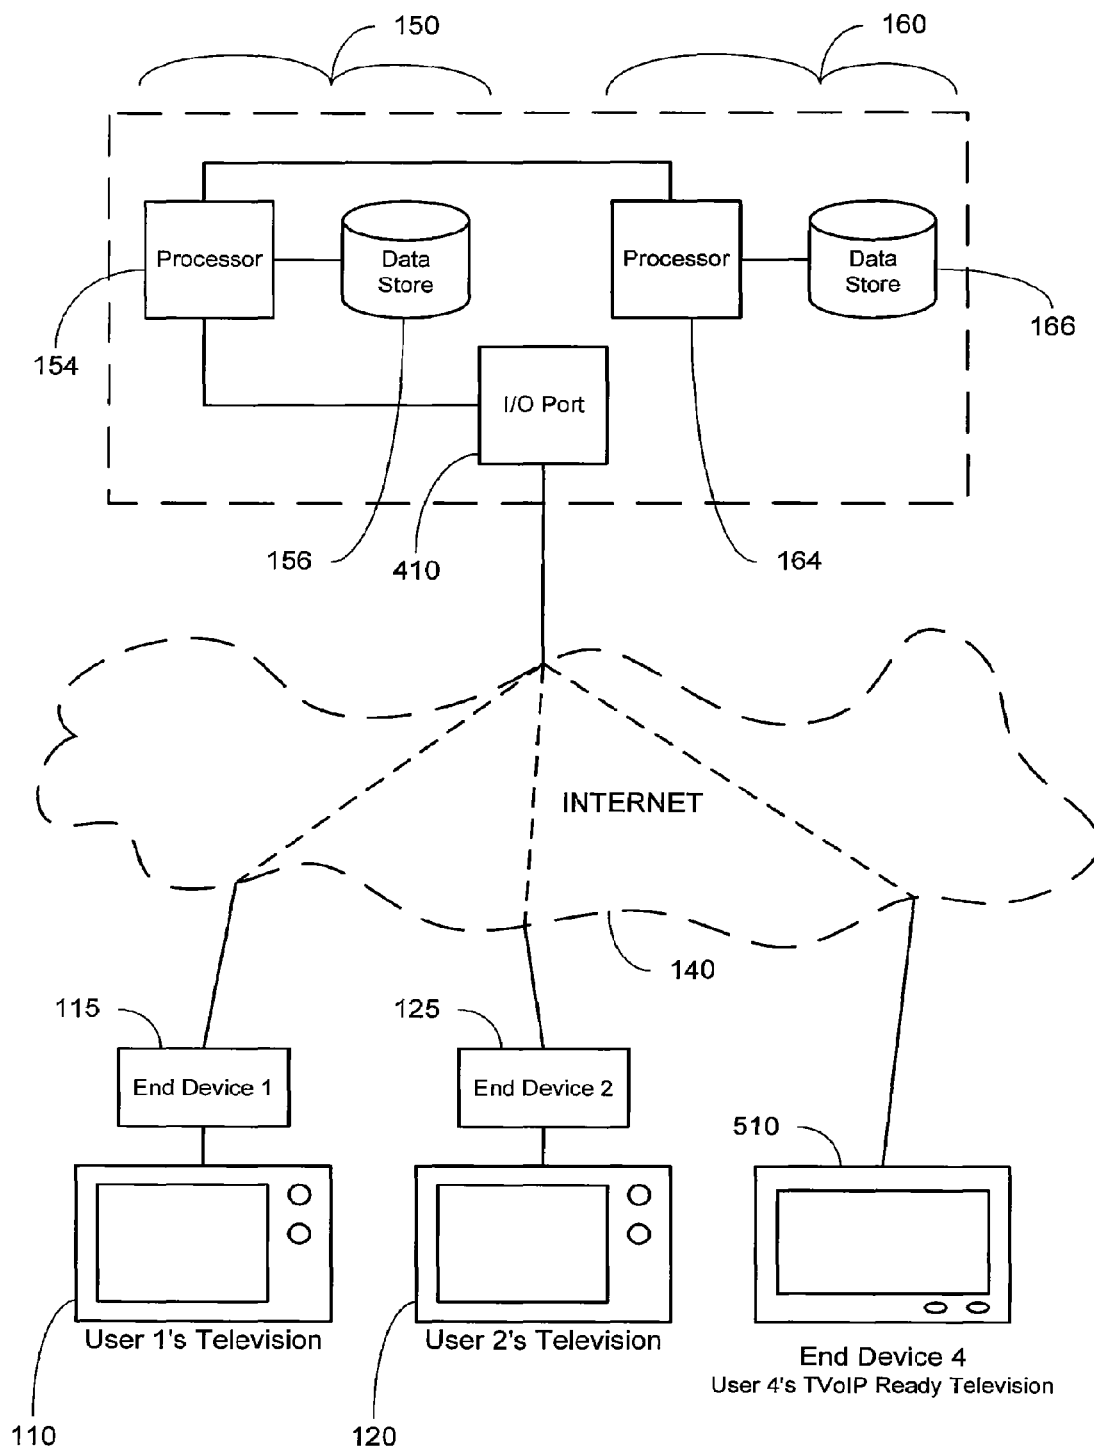 150
160
Processor
Data
Store
Processor
Data
Store
154
166
I/O Port
156
410
164
INTERNET
140
115
125
End Device 1
End Device 2
510
User 1's Television
User 2's Television
End Device 4
User 4's TVoIP Ready Television
110
120